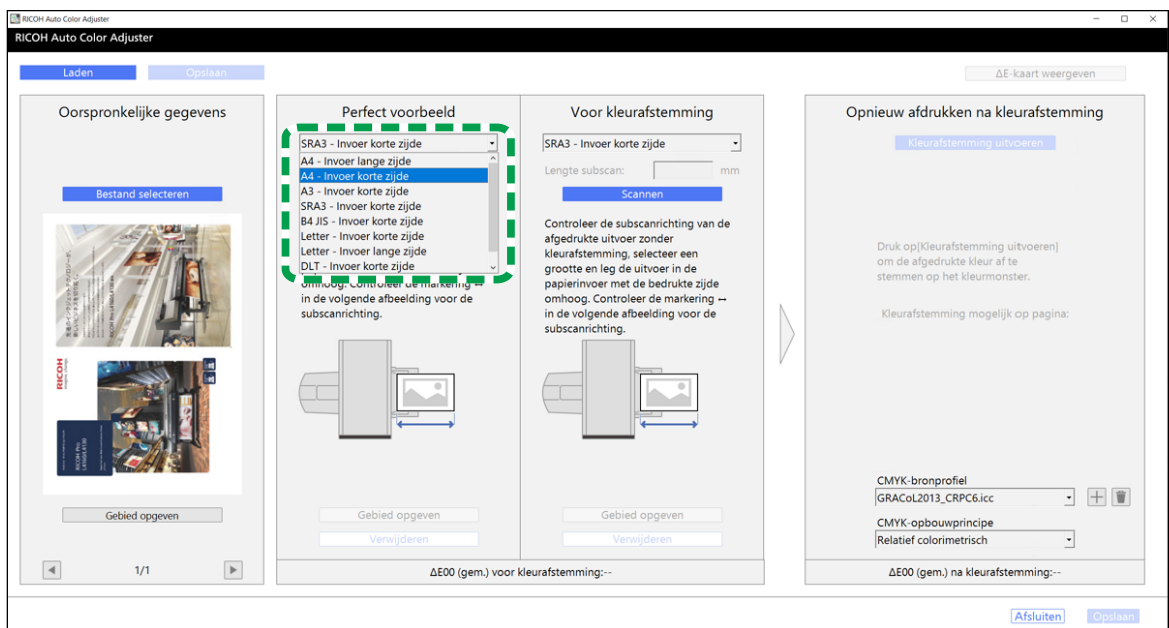 RICOH Auto Color Adjuster
RICOH Auto Color Adjuster
Laden
Opslaan
ΔE-kaart weergeven
Oorspronkelijke gegevens
Bestand selecteren
RICOH
RICOH Pro
Gebied opgeven
1/1
Perfect voorbeeld
SRA3 - Invoer korte zijde
A4 - Invoer lange zijde
A4 - Invoer korte zijde
A3 - Invoer korte zijde
SRA3 - Invoer korte zijde
B4 JIS - Invoer korte zijde
Letter - Invoer korte zijde
Letter - Invoer lange zijde
DLT - Invoer korte zijde
omhoog. Controleer de markering ↔
in de volgende afbeelding voor de
subscanrichting.
Gebied opgeven
Verwijderen
Voor kleurafstemming
SRA3 - Invoer korte zijde
Lengte subscan:
mm
Scannen
Controleer de subscanrichting van de
afgedrukte uitvoer zonder
kleurafstemming, selecteer een
grootte en leg de uitvoer in de
papierinvoer met de bedrukte zijde
omhoog. Controleer de markering ↔
in de volgende afbeelding voor de
subscanrichting.
Gebied opgeven
Verwijderen
ΔE00 (gem.) voor kleurafstemming:--
Opnieuw afdrukken na kleurafstemming
Kleurafstemming uitvoeren
Druk op[Kleurafstemming uitvoeren]
om de afgedrukte kleur af te
stemmen op het kleurmonster.
Kleurafstemming mogelijk op pagina:
CMYK-bronprofiel
GRACoL2013_CRPC6.icc
CMYK-opbouwprincipe
Relatief colorimetrisch
ΔE00 (gem.) na kleurafstemming:--
Afsluiten
Opslaan